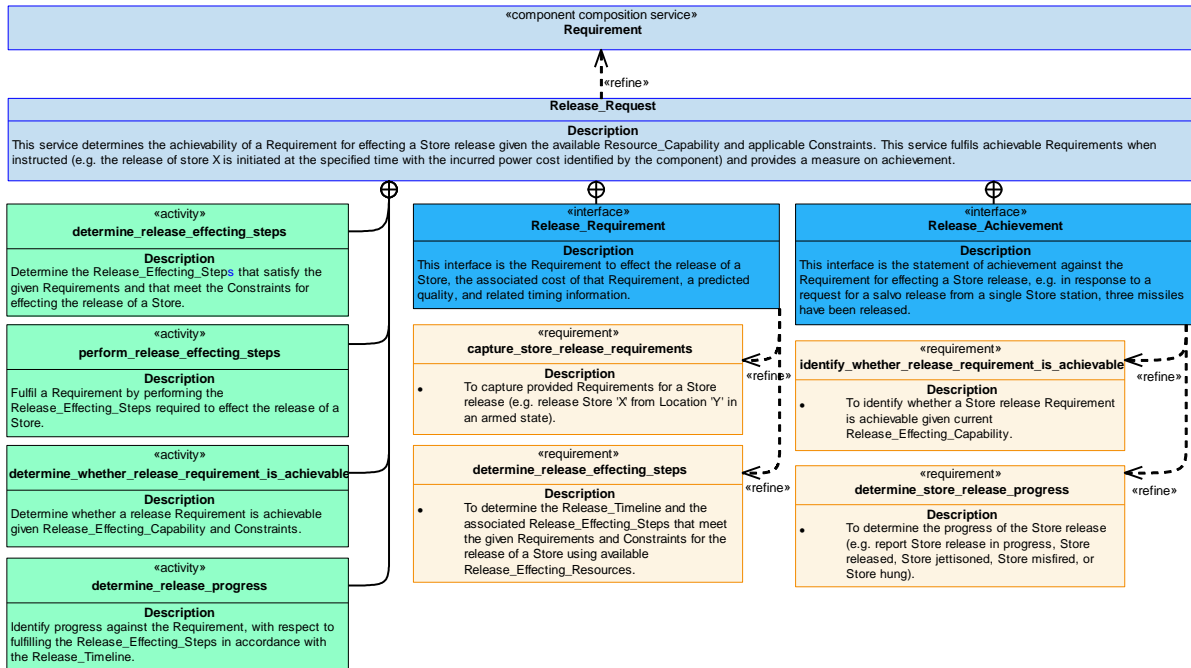 «component composition service»
Requirement
«refine»
Release_Request
Description
This service determines the achievability of a Requirement for effecting a Store release given the available Resource_Capability and applicable Constraints. This service fulfils achievable Requirements when
instructed (e.g. the release of store X is initiated at the specified time with the incurred power cost identified by the component) and provides a measure on achievement.
«activity»
determine_release_effecting_steps
Description
Determine the Release_Effecting_Steps that satisfy the
given Requirements and that meet the Constraints for
effecting the release of a Store.
«activity»
perform_release_effecting_steps
Description
Fulfil a Requirement by performing the
Release_Effecting_Steps required to effect the release of a
Store.
«activity»
determine_whether_release_requirement_is_achievable
Description
Determine whether a release Requirement is achievable
given Release_Effecting_Capability and Constraints.
«activity»
determine_release_progress
Description
Identify progress against the Requirement, with respect to
fulfilling the Release_Effecting_Steps in accordance with
the Release_Timeline.
«interface»
Release_Requirement
Description
This interface is the Requirement to effect the release of a
Store, the associated cost of that Requirement, a predicted
quality, and related timing information.
«requirement»
capture_store_release_requirements
Description
• To capture provided Requirements for a Store
release (e.g. release Store 'X' from Location 'Y' in
an armed state).
«refine»
«requirement»
determine_release_effecting_steps
Description
• To determine the Release_Timeline and the
associated Release_Effecting_Steps that meet
the given Requirements and Constraints for the
release of a Store using available
Release_Effecting_Resources.
«refine»
«interface»
Release_Achievement
Description
This interface is the statement of achievement against the
Requirement for effecting a Store release, e.g. in response to a
request for a salvo release from a single Store station, three missiles
have been released.
«requirement»
identify_whether_release_requirement_is_achievable
Description
• To identify whether a Store release Requirement
is achievable given current
Release_Effecting_Capability.
«refine»
«requirement»
determine_store_release_progress
Description
• To determine the progress of the Store release
(e.g. report Store release in progress, Store
released, Store jettisoned, Store misfired, or
Store hung).
«refine»